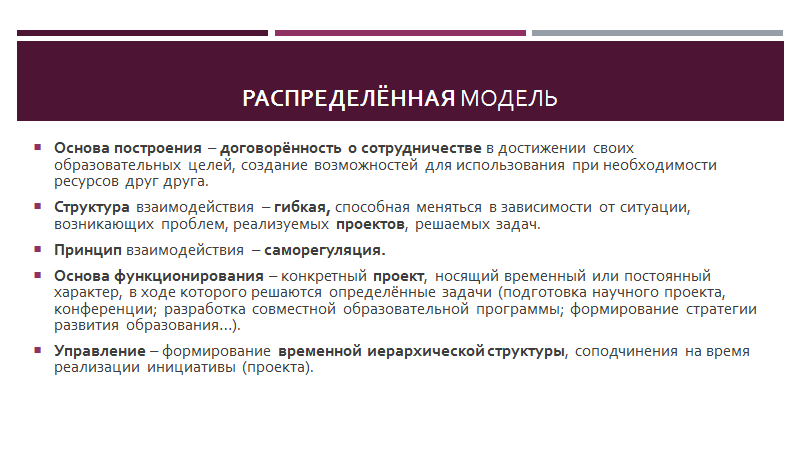 РАСПРЕДЕЛЁННАЯ МОДЕЛЬ
Основа построения – договорённость о сотрудничестве в достижении своих
образовательных целей, создание возможностей для использования при необходимости
ресурсов друг друга.
Структура взаимодействия – гибкая, способная меняться в зависимости от ситуации,
возникающих проблем, реализуемых проектов, решаемых задач.
Принцип взаимодействия – саморегуляция.
Основа функционирования – конкретный проект, носящий временный или постоянный
характер, в ходе которого решаются определённые задачи (подготовка научного проекта,
конференции; разработка совместной образовательной программы; формирование стратегии
развития образования...).
Управление – формирование временной иерархической структуры, соподчинения на время
реализации инициативы (проекта).